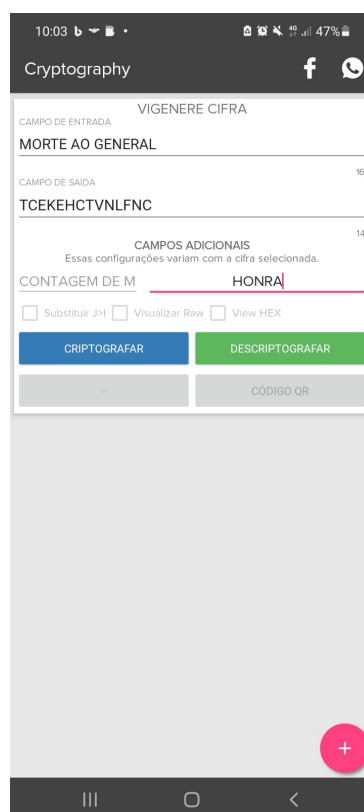 10:03 47%
4G
Cryptography
VIGENERE CIFRA
CAMPO DE ENTRADA
MORTE AO GENERAL
16
CAMPO DE SAÍDA
TCEKEHCTVNLFNC
14
CAMPOS ADICIONAIS
Essas configurações variam com a cifra selecionada.
CONTAGEM DE M HONRA
Substituir J>I Visualizar Raw View HEX
CRIPTOGRAFAR DESCRIPTOGRAFAR
- CÓDIGO QR
+